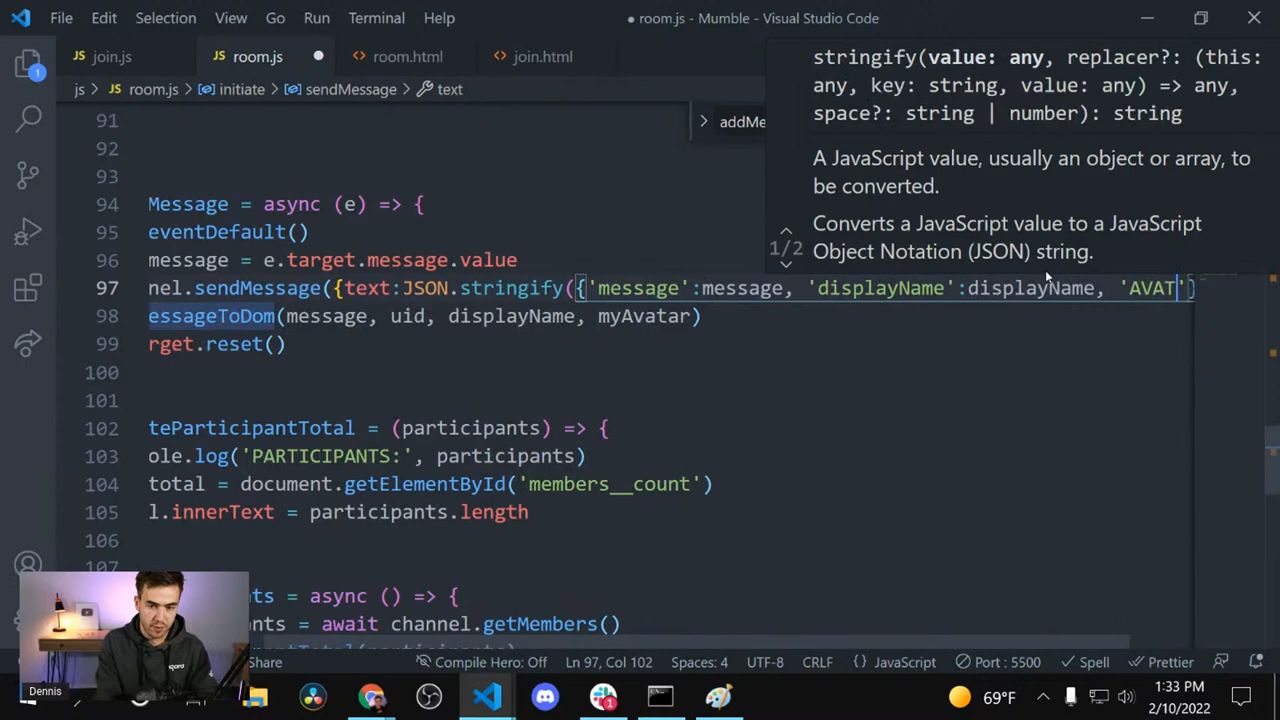 File Edit Selection View Go Run Terminal Help
● room.js - Mumble - Visual Studio Code
JS join.js
JS room.js ●
<> room.html
<> join.html
1
js > JS room.js > initiate > sendMessage > text
> addMe
stringify(value: any, replacer?: (this:
any, key: string, value: any) => any,
space?: string | number): string
A JavaScript value, usually an object or array, to
be converted.
Converts a JavaScript value to a JavaScript
1/2
Object Notation (JSON) string.
91
92
93
94 Message = async (e) => {
95 eventDefault()
96 message = e.target.message.value
97 nel.sendMessage({text:JSON.stringify({'message':message, 'displayName':displayName, 'AVAT'}
98 essageToDom(message, uid, displayName, myAvatar)
99 rget.reset()
100
101
102 teParticipantTotal = (participants) => {
103 ole.log('PARTICIPANTS:', participants)
104 total = document.getElementById('members__count')
105 l.innerText = participants.length
106
107
nts = async () => {
nts = await channel.getMembers()
Share
Compile Hero: Off
Ln 97, Col 102
Spaces: 4
UTF-8
CRLF
{ } JavaScript
Port : 5500
Spell
Prettier
agora
Dennis
1
69°F
1:33 PM
2/10/2022